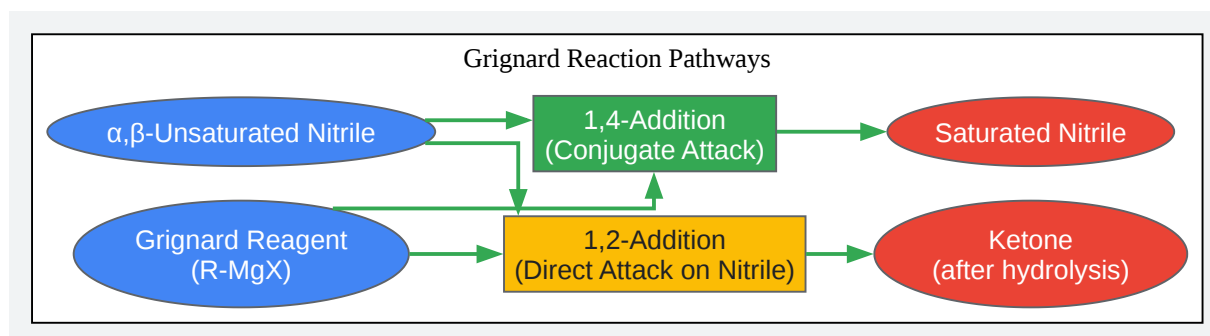 Grignard Reaction Pathways
α,β-Unsaturated Nitrile
1,4-Addition
(Conjugate Attack)
Saturated Nitrile
Grignard Reagent
(R-MgX)
1,2-Addition
(Direct Attack on Nitrile)
Ketone
(after hydrolysis)